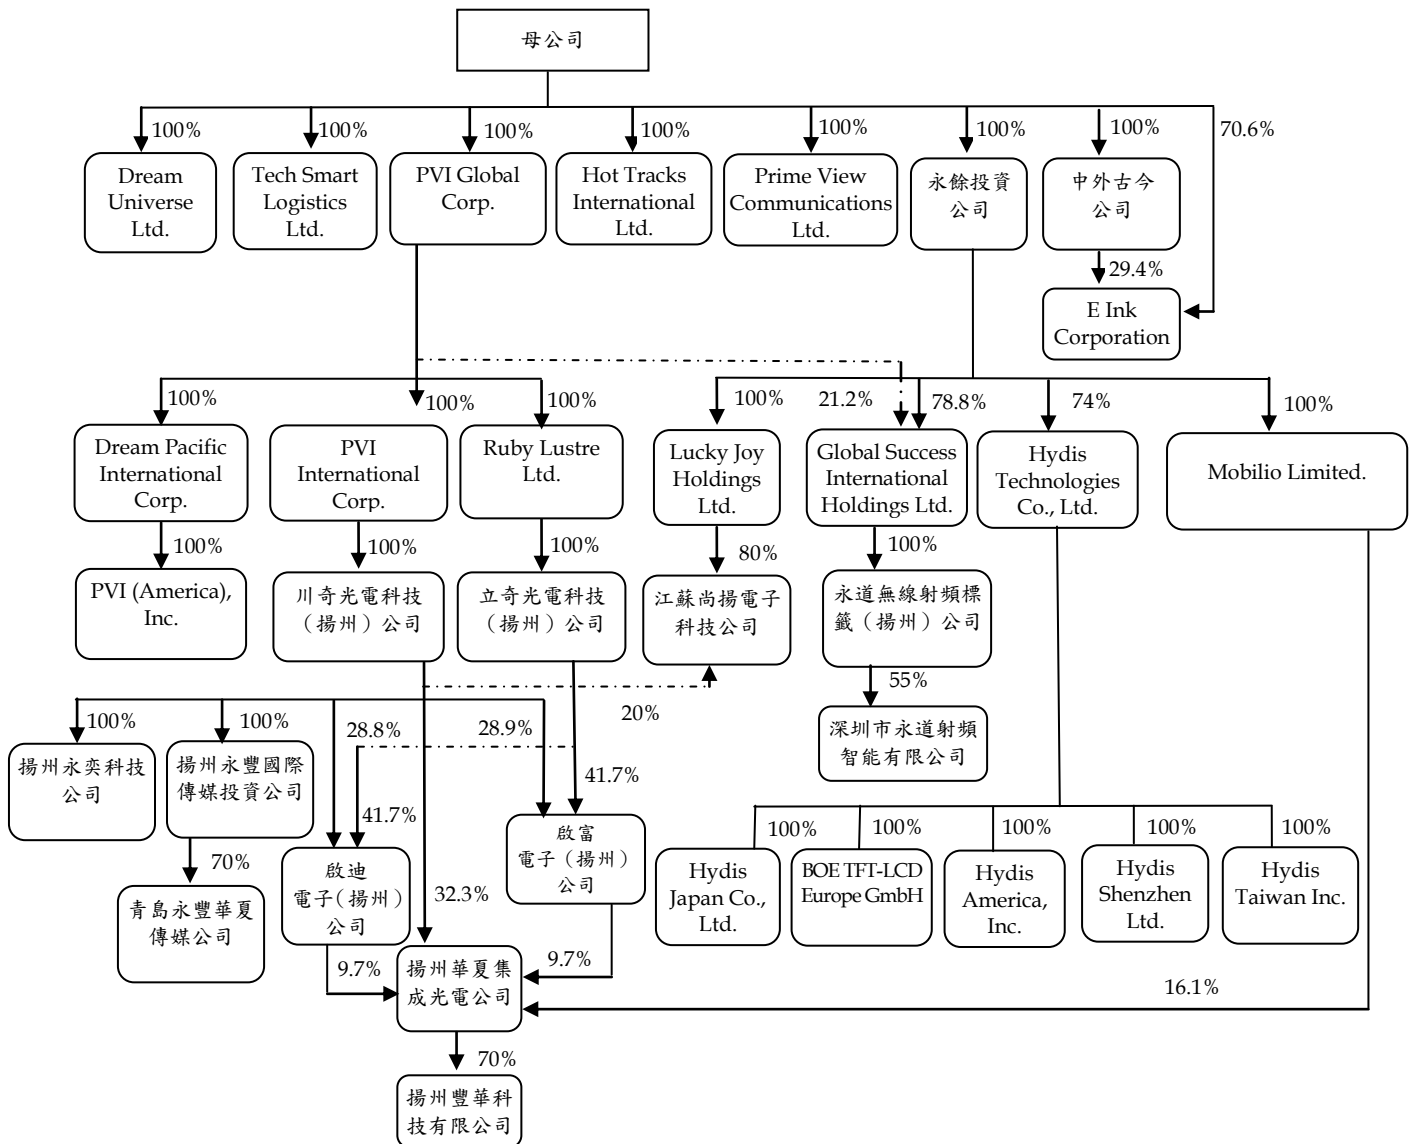 母公司
100%
100%
100%
100%
100%
100%
100%
70.6%
Dream
Universe
Ltd.
Tech Smart
Logistics
Ltd.
PVI Global
Corp.
Hot Tracks
International
Ltd.
Prime View
Communications
Ltd.
永餘投資
公司
中外古今
公司
29.4%
E Ink
Corporation
100%
100%
100%
100%
21.2%
78.8%
74%
100%
Dream Pacific
International
Corp.
PVI
International
Corp.
Ruby Lustre
Ltd.
Lucky Joy
Holdings
Ltd.
Global Success
International
Holdings Ltd.
Hydis
Technologies
Co., Ltd.
Mobilio Limited.
100%
100%
100%
80%
100%
PVI (America),
Inc.
川奇光電科技
（揚州）公司
立奇光電科技
（揚州）公司
江蘇尚揚電子
科技公司
永道無線射頻標
籤（揚州）公司
55%
20%
深圳市永道射頻
智能有限公司
100%
100%
28.8%
28.9%
41.7%
41.7%
揚州永奕科技
公司
揚州永豐國際
傳媒投資公司
70%
青島永豐華夏
傳媒公司
啟迪
電子（揚州）
公司
啟富
電子（揚州）
公司
32.3%
9.7%
9.7%
16.1%
揚州華夏集
成光電公司
70%
揚州豐華科
技有限公司
100%
100%
100%
100%
100%
Hydis
Japan Co.,
Ltd.
BOE TFT-LCD
Europe GmbH
Hydis
America,
Inc.
Hydis
Shenzhen
Ltd.
Hydis
Taiwan Inc.